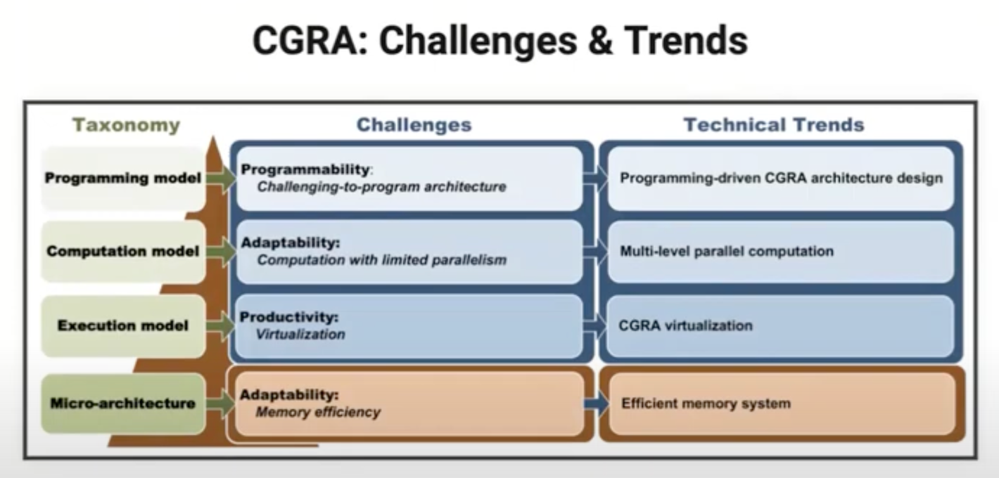 CGRA: Challenges & Trends
Taxonomy
Challenges
Technical Trends
Programming model
Programmability:
Challenging-to-program architecture
Programming-driven CGRA architecture design
Computation model
Adaptability:
Computation with limited parallelism
Multi-level parallel computation
Execution model
Productivity:
Virtualization
CGRA virtualization
Micro-architecture
Adaptability:
Memory efficiency
Efficient memory system